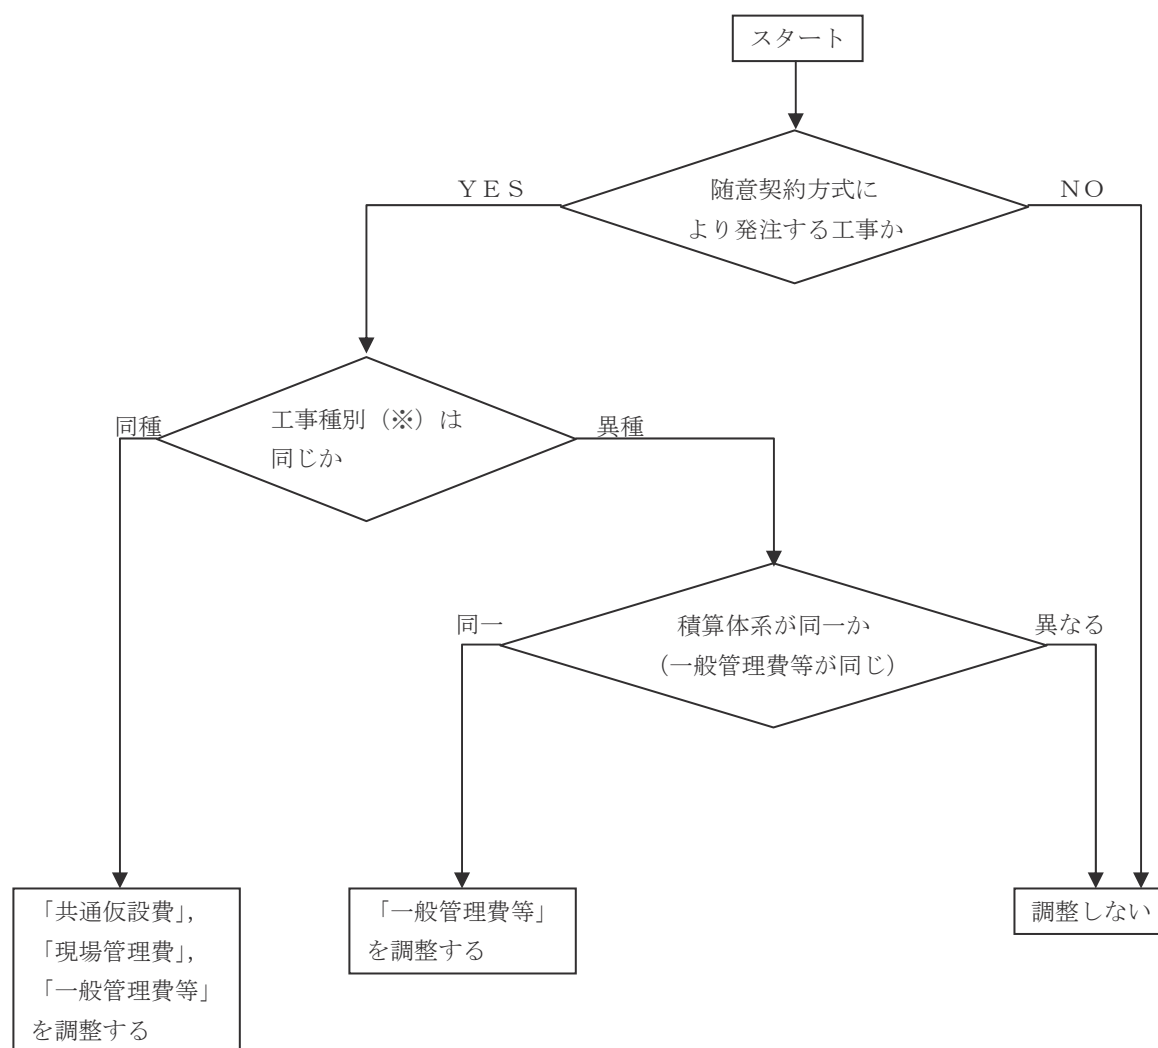 スタート
随意契約方式に
より発注する工事か
ＹＥＳ
ＮＯ
工事種別（※）は
同じか
同種
異種
積算体系が同一か
（一般管理費等が同じ）
同一
異なる
「共通仮設費」，
「現場管理費」，
「一般管理費等」
を調整する
「一般管理費等」
を調整する
調整しない